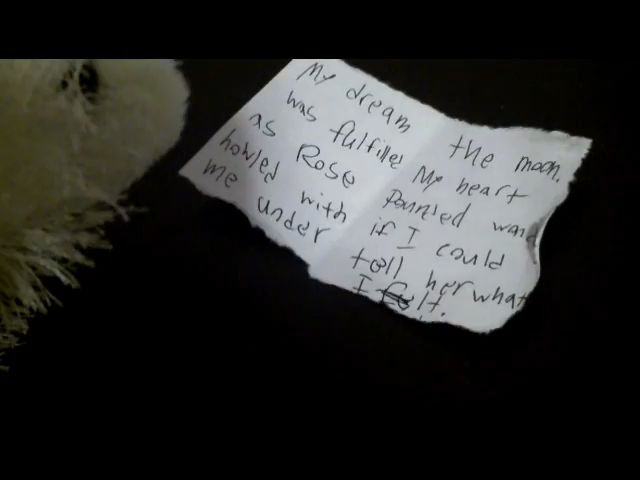 My dream
was fulfilled
as Rose
howled with
me under
the moon.
My heart
Pounded
if I could
tell her what
I felt.